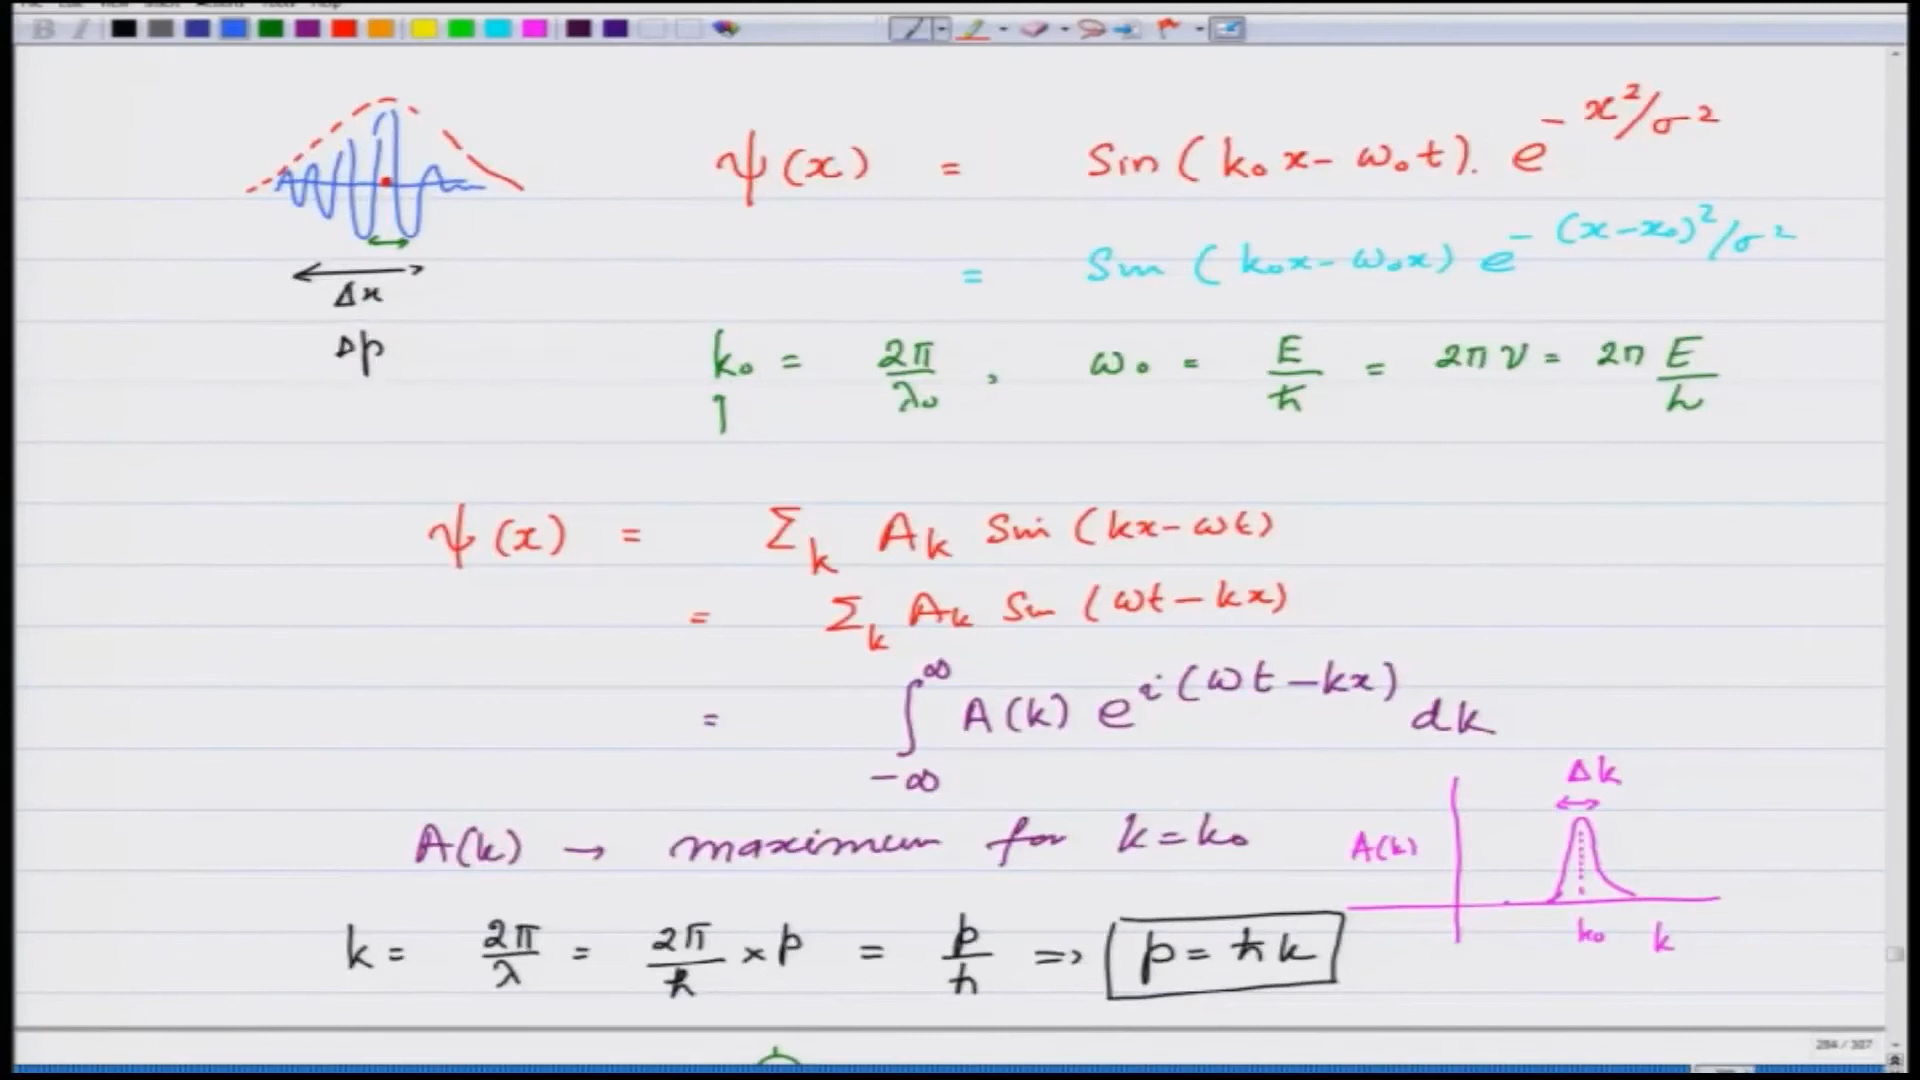 ψ(x) = Sin(k₀x-ω₀t). e^{-x²/σ²}
= Sin (k₀x-ω₀x) e^{-(x-x₀)²/σ²}
Δx
Δp
k₀ = 2π/λ₀ , ω₀ = E/ℏ = 2πν = 2π E/h
ψ(x) = Σ_k A_k Sin (kx-ωt)
= Σ_k A_k Sin (ωt-kx)
= ∫_{-∞}^{∞} A(k) e^{i(ωt-kx)} dk
Δk
A(k)
k₀ k
A(k) → maximum for k=k₀
k = 2π/λ = 2π/ℏ × p = p/ℏ => p=ℏk
284 / 307